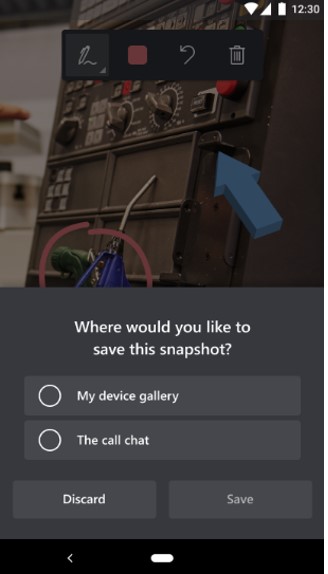 12:30
Where would you like to
save this snapshot?
My device gallery
The call chat
Discard
Save